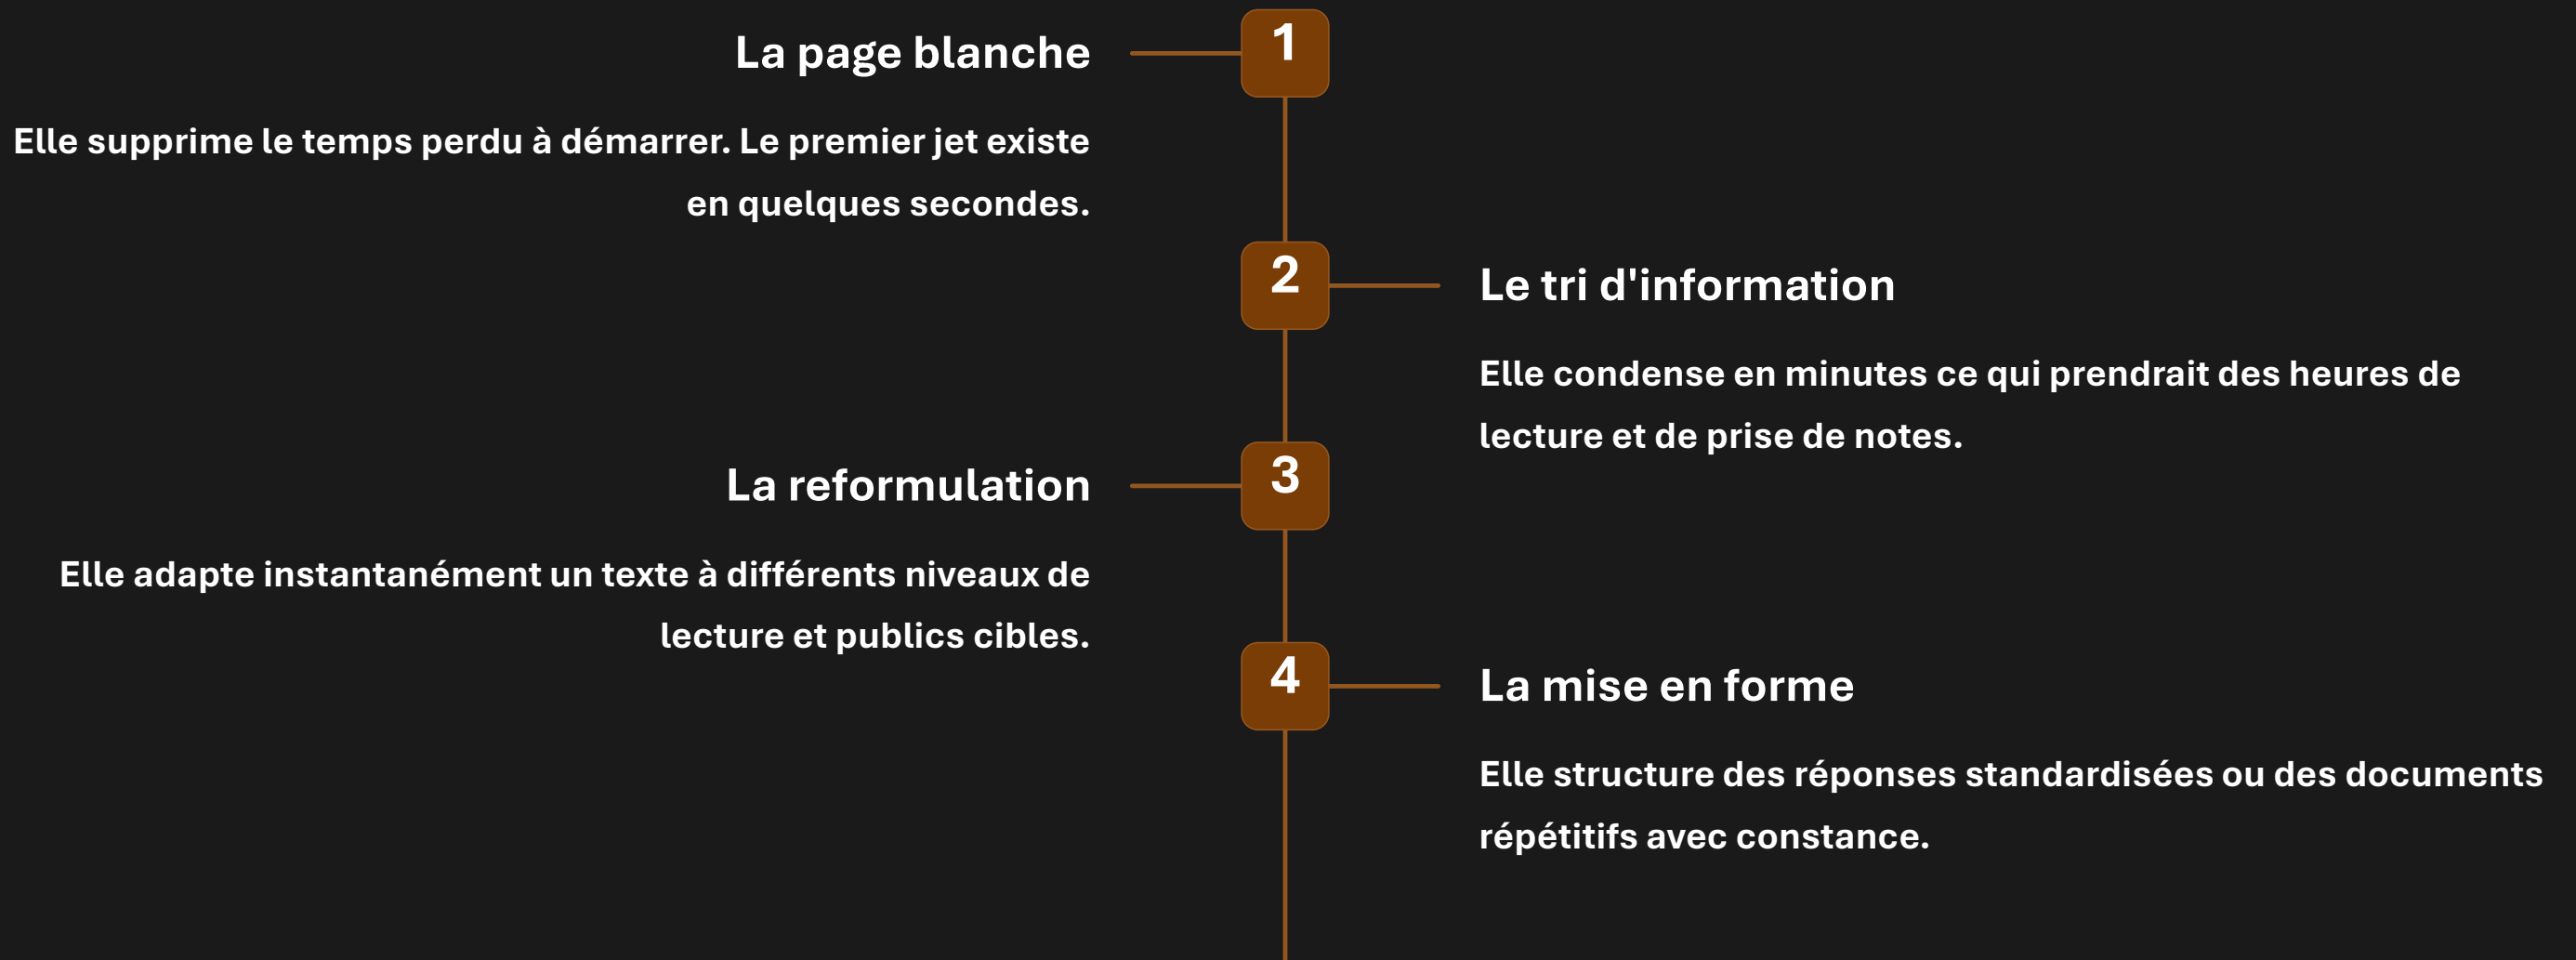 1
La page blanche
Elle supprime le temps perdu à démarrer. Le premier jet existe
en quelques secondes.
2
Le tri d'information
Elle condense en minutes ce qui prendrait des heures de
lecture et de prise de notes.
3
La reformulation
Elle adapte instantanément un texte à différents niveaux de
lecture et publics cibles.
4
La mise en forme
Elle structure des réponses standardisées ou des documents
répétitifs avec constance.